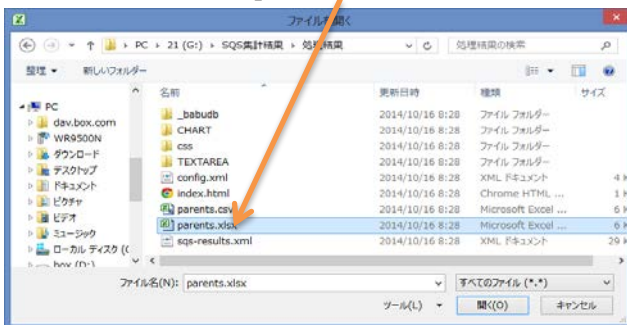 ファイルを開く
PC ▸ 21 (G:) ▸ SQS集計結果 ▸ 処理結果
処理結果の検索
整理 ▾ 新しいフォルダー
名前 更新日時 種類 サイズ
PC
dav.box.com
WR9500N
ダウンロード
デスクトップ
ドキュメント
ピクチャ
ビデオ
ミュージック
ローカル ディスク (C
box (D:)
_babudb 2014/10/16 8:28 ファイル フォルダー
CHART 2014/10/16 8:28 ファイル フォルダー
css 2014/10/16 8:28 ファイル フォルダー
TEXTAREA 2014/10/16 8:28 ファイル フォルダー
config.xml 2014/10/16 8:28 XML ドキュメント 4 K
index.html 2014/10/16 8:28 Chrome HTML ... 1 K
parents.csv 2014/10/16 8:28 Microsoft Excel ... 6 K
parents.xlsx 2014/10/16 8:28 Microsoft Excel ... 6 K
sqs-results.xml 2014/10/16 8:28 XML ドキュメント 29 K
ファイル名(N): parents.xlsx すべてのファイル (*.*)
ツール(L) ▾ 開く(O) キャンセル